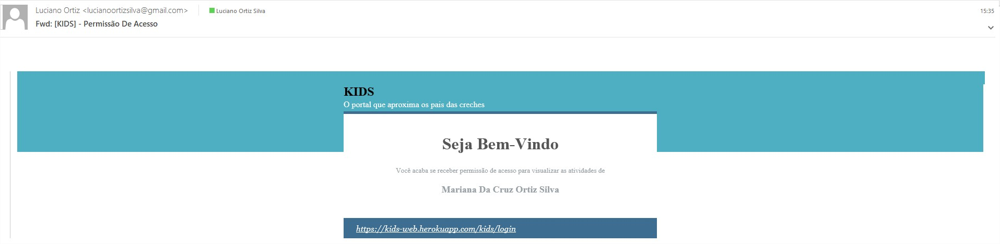 Luciano Ortiz <lucianoortizsilva@gmail.com> Luciano Ortiz Silva 15:35
Fwd: [KIDS] - Permissão De Acesso
KIDS
O portal que aproxima os pais das creches
Seja Bem-Vindo
Você acaba se receber permissão de acesso para visualizar as atividades de
Mariana Da Cruz Ortiz Silva
https://kids-web.herokuapp.com/kids/login